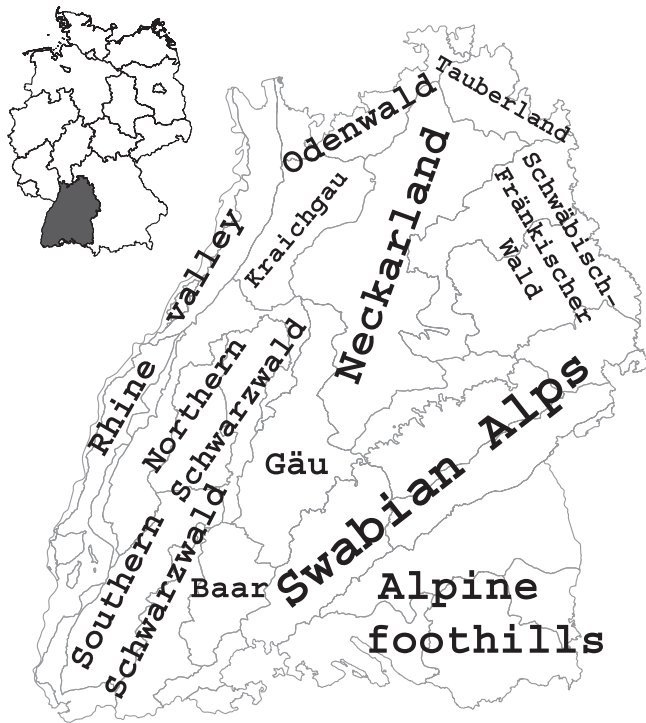 Tauberland
Odenwald
Schwäbisch-
Fränkischer
Wald
Kraichgau
Neckarland
Rhine valley
Northern
Schwarzwald
Gäu
Swabian Alps
Southern
Schwarzwald
Baar
Alpine
foothills